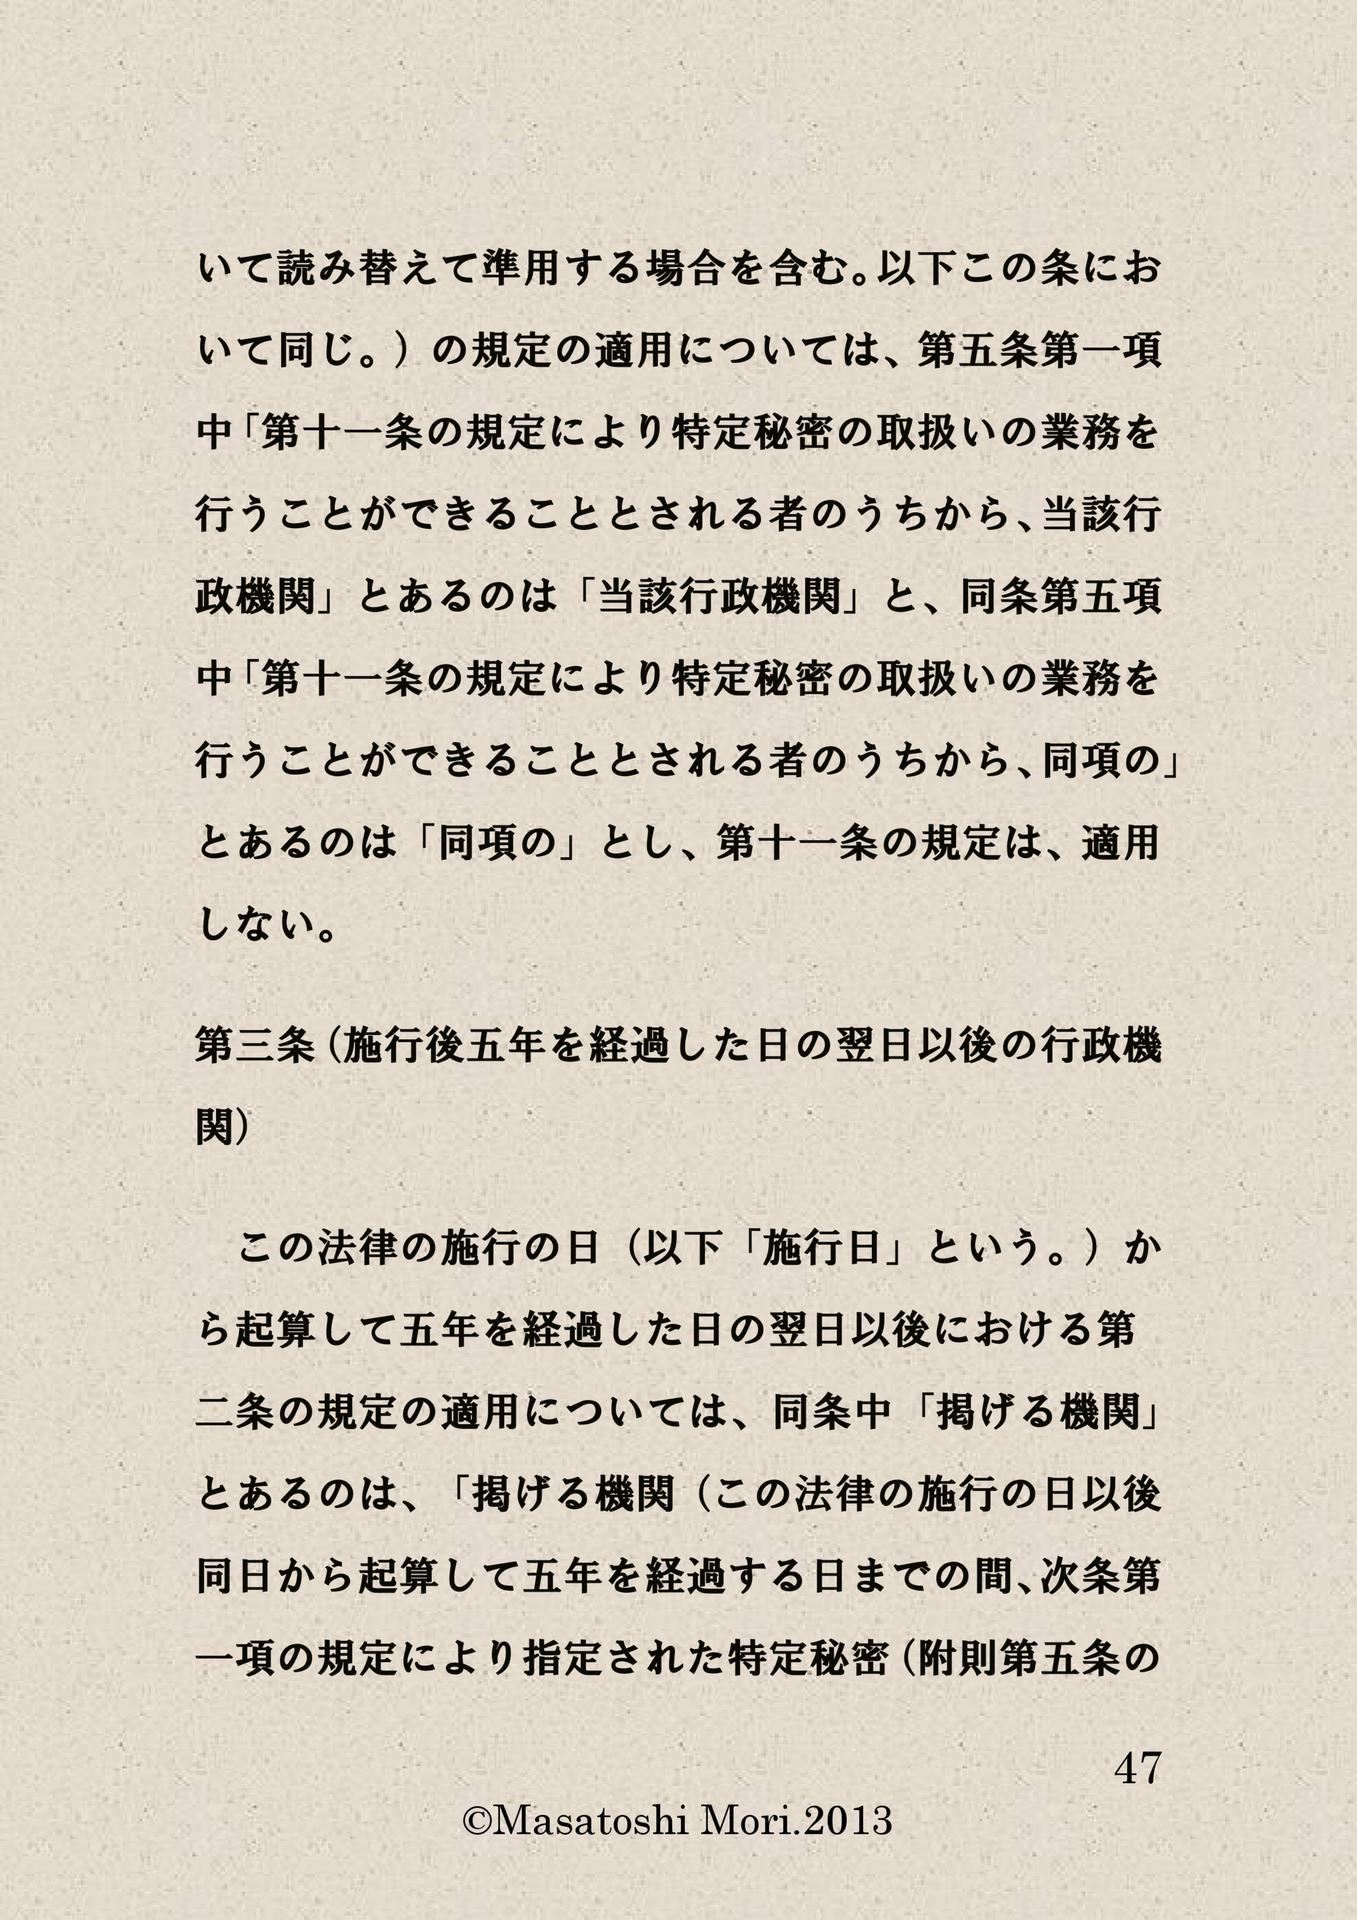 いて読み替えて準用する場合を含む。以下この条にお
いて同じ。）の規定の適用については、第五条第一項
中「第十一条の規定により特定秘密の取扱いの業務を
行うことができることとされる者のうちから、当該行
政機関」とあるのは「当該行政機関」と、同条第五項
中「第十一条の規定により特定秘密の取扱いの業務を
行うことができることとされる者のうちから、同項の」
とあるのは「同項の」とし、第十一条の規定は、適用
しない。
第三条（施行後五年を経過した日の翌日以後の行政機
関）
　この法律の施行の日（以下「施行日」という。）か
ら起算して五年を経過した日の翌日以後における第
二条の規定の適用については、同条中「掲げる機関」
とあるのは、「掲げる機関（この法律の施行の日以後
同日から起算して五年を経過する日までの間、次条第
一項の規定により指定された特定秘密（附則第五条の
47
©Masatoshi Mori.2013